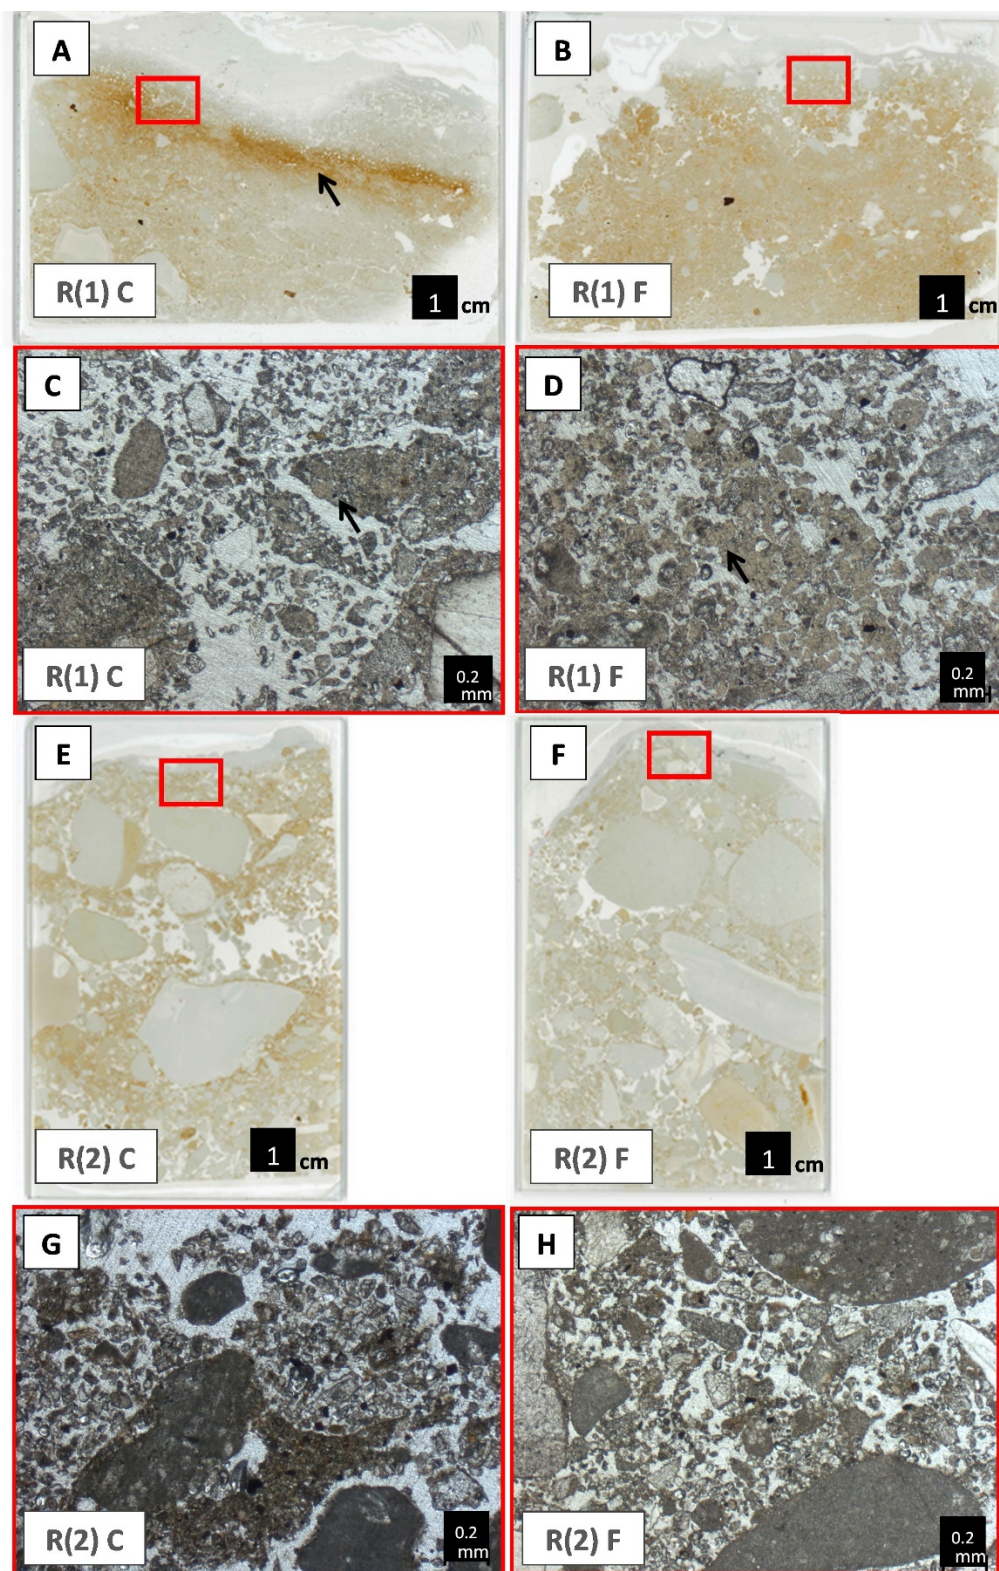 A
B
R(1) C
1 cm
R(1) F
1 cm
C
D
R(1) C
0.2
mm
R(1) F
0.2
mm
E
F
R(2) C
1 cm
R(2) F
1 cm
G
H
R(2) C
0.2
mm
R(2) F
0.2
mm